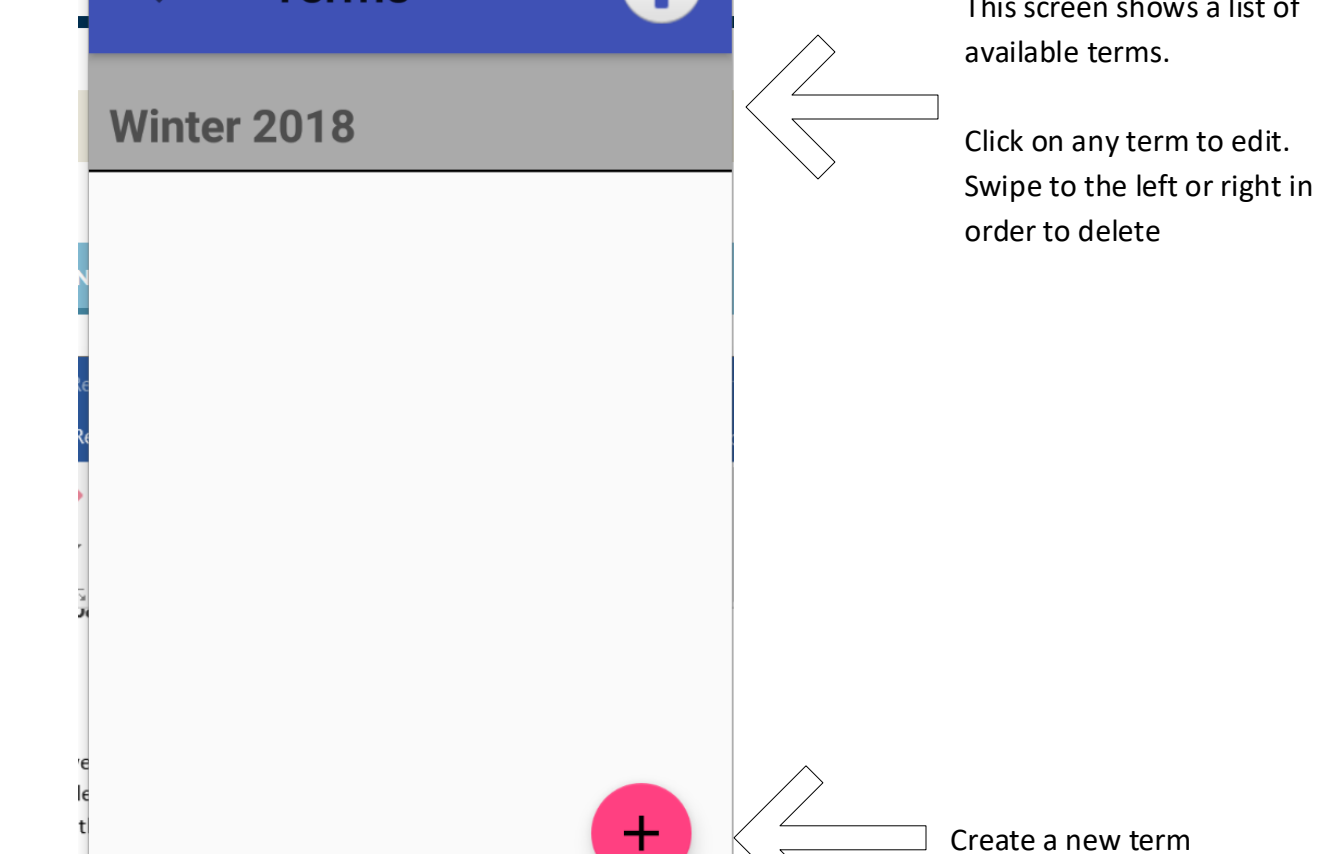 Terms
This screen shows a list of
available terms.
Winter 2018
Click on any term to edit.
Swipe to the left or right in
order to delete
Create a new term